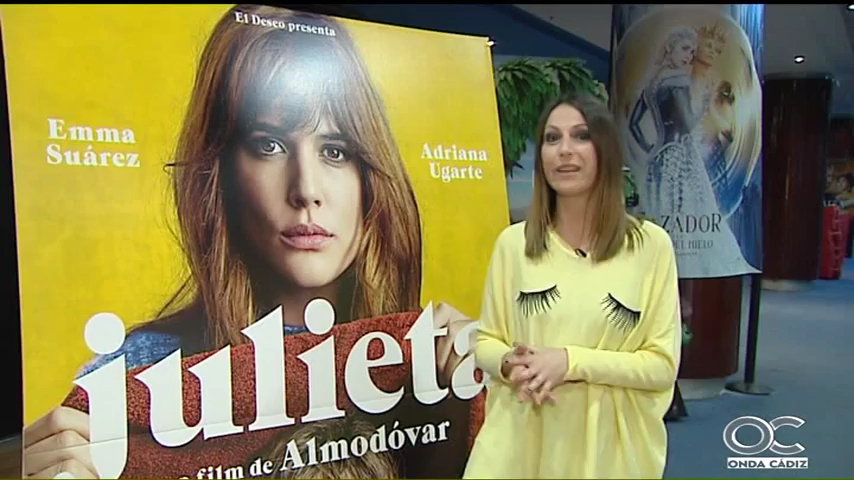 El Deseo presenta
Emma
Suárez
Adriana
Ugarte
julieta
film de Almodóvar
ZADOR
DEL HIELO
OC
ONDA CÁDIZ